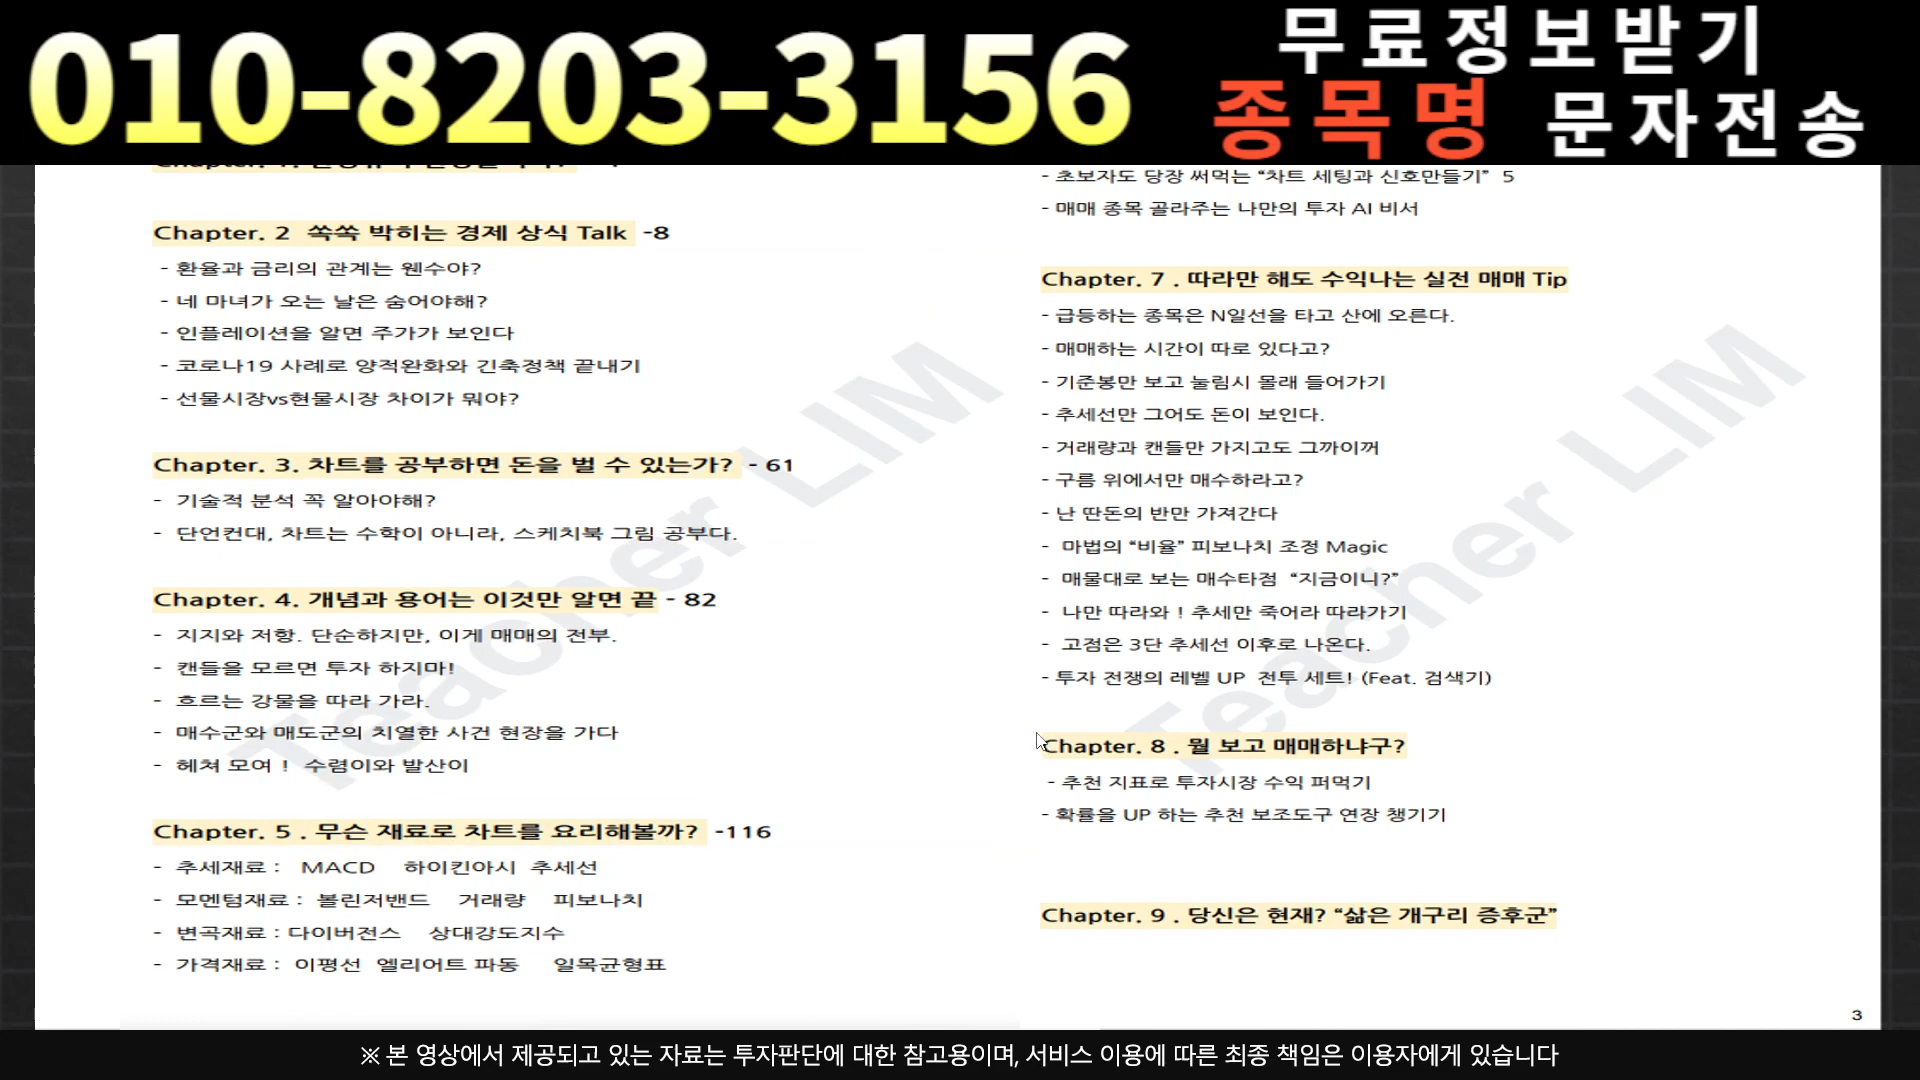 010-8203-3156
무료정보받기
종목명 문자전송
Chapter. 2 쏙쏙 박히는 경제 상식 Talk -8
- 환율과 금리의 관계는 웬수야?
- 네 마녀가 오는 날은 숨어야해?
- 인플레이션을 알면 주가가 보인다
- 코로나19 사례로 양적완화와 긴축정책 끝내기
- 선물시장vs현물시장 차이가 뭐야?
Chapter. 3. 차트를 공부하면 돈을 벌 수 있는가? - 61
- 기술적 분석 꼭 알아야해?
- 단언컨대, 차트는 수학이 아니라, 스케치북 그림 공부다.
Chapter. 4. 개념과 용어는 이것만 알면 끝 - 82
- 지지와 저항. 단순하지만, 이게 매매의 전부.
- 캔들을 모르면 투자 하지마!
- 흐르는 강물을 따라 가라.
- 매수군와 매도군의 치열한 사건 현장을 가다
- 헤쳐 모여 ! 수렴이와 발산이
Chapter. 5 . 무슨 재료로 차트를 요리해볼까? -116
- 추세재료 : MACD 하이킨아시 추세선
- 모멘텀재료 : 볼린저밴드 거래량 피보나치
- 변곡재료 : 다이버전스 상대강도지수
- 가격재료 : 이평선 엘리어트 파동 일목균형표
- 초보자도 당장 써먹는 “차트 세팅과 신호만들기” 5
- 매매 종목 골라주는 나만의 투자 AI 비서
Chapter. 7 . 따라만 해도 수익나는 실전 매매 Tip
- 급등하는 종목은 N일선을 타고 산에 오른다.
- 매매하는 시간이 따로 있다고?
- 기준봉만 보고 눌림시 몰래 들어가기
- 추세선만 그어도 돈이 보인다.
- 거래량과 캔들만 가지고도 그까이꺼
- 구름 위에서만 매수하라고?
- 난 딴돈의 반만 가져간다
- 마법의 “비율” 피보나치 조정 Magic
- 매물대로 보는 매수타점 “지금이니?”
- 나만 따라와 ! 추세만 죽어라 따라가기
- 고점은 3단 추세선 이후로 나온다.
- 투자 전쟁의 레벨 UP 전투 세트! (Feat. 검색기)
Chapter. 8 . 뭘 보고 매매하냐구?
- 추천 지표로 투자시장 수익 퍼먹기
- 확률을 UP 하는 추천 보조도구 연장 챙기기
Chapter. 9 . 당신은 현재? “삶은 개구리 증후군”
Teacher LIM
Teacher LIM
3
※ 본 영상에서 제공되고 있는 자료는 투자판단에 대한 참고용이며, 서비스 이용에 따른 최종 책임은 이용자에게 있습니다